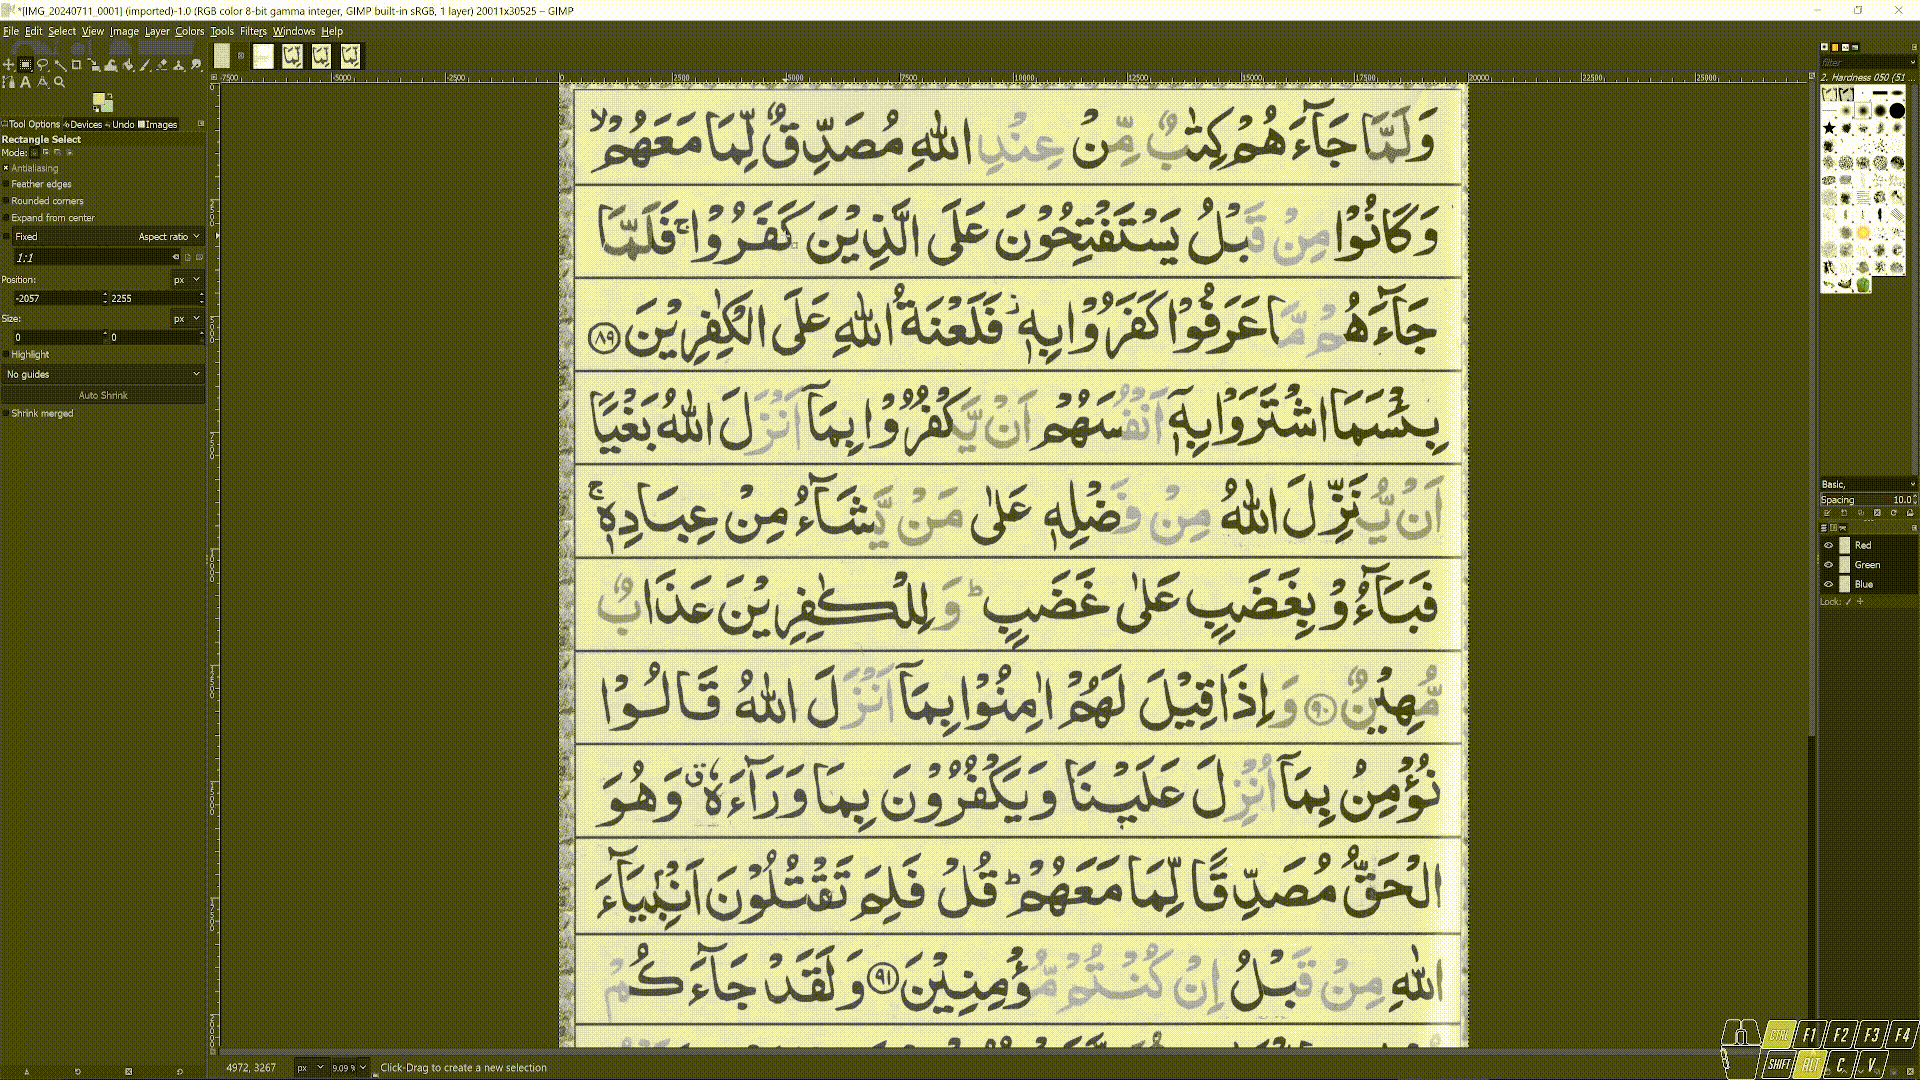 *[IMG_20240711_0001] (imported)-1.0 (RGB color 8-bit gamma integer, GIMP built-in sRGB, 1 layer) 20011x30525 – GIMP
File Edit Select View Image Layer Colors Tools Filters Windows Help
Tool Options Devices Undo Images
Rectangle Select
Mode:
Antialiasing
Feather edges
Rounded corners
Expand from center
Fixed Aspect ratio
1:1
Position: px
-2057 2255
Size: px
0 0
Highlight
No guides
Auto Shrink
Shrink merged
وَلَمَّا جَآءَهُمْ كِتٰبٌ مِّنْ عِنْدِ اللّٰهِ مُصَدِّقٌ لِّمَا مَعَهُمْ ۙ
وَكَانُوْا مِنْ قَبْلُ يَسْتَفْتِحُوْنَ عَلَى الَّذِيْنَ كَفَرُوْا ۚ فَلَمَّا
جَآءَهُمْ مَّا عَرَفُوْا كَفَرُوْا بِهٖ ۫ فَلَعْنَةُ اللّٰهِ عَلَى الْكٰفِرِيْنَ ٨٩
بِئْسَمَا اشْتَرَوْا بِهٖٓ اَنْفُسَهُمْ اَنْ يَّكْفُرُوْا بِمَآ اَنْزَلَ اللّٰهُ بَغْيًا
اَنْ يُّنَزِّلَ اللّٰهُ مِنْ فَضْلِهٖ عَلٰى مَنْ يَّشَآءُ مِنْ عِبَادِهٖ ۚ
فَبَآءُوْ بِغَضَبٍ عَلٰى غَضَبٍ ؕ وَلِلْكٰفِرِيْنَ عَذَابٌ
مُّهِيْنٌ ٩٠ وَاِذَا قِيْلَ لَهُمْ اٰمِنُوْا بِمَآ اَنْزَلَ اللّٰهُ قَالُوْا
نُؤْمِنُ بِمَآ اُنْزِلَ عَلَيْنَا وَيَكْفُرُوْنَ بِمَا وَرَآءَهٗ ۗ وَهُوَ
الْحَقُّ مُصَدِّقًا لِّمَا مَعَهُمْ ؕ قُلْ فَلِمَ تَقْتُلُوْنَ اَنْۢبِيَآءَ
اللّٰهِ مِنْ قَبْلُ اِنْ كُنْتُمْ مُّؤْمِنِيْنَ ٩١ وَلَقَدْ جَآءَكُمْ
filter
2. Hardness 050 (51 ...
Basic,
Spacing 10.0
Red
Green
Blue
Lock:
4972, 3267 px 9.09 % Click-Drag to create a new selection
CTRL F1 F2 F3 F4
SHIFT ALT C V